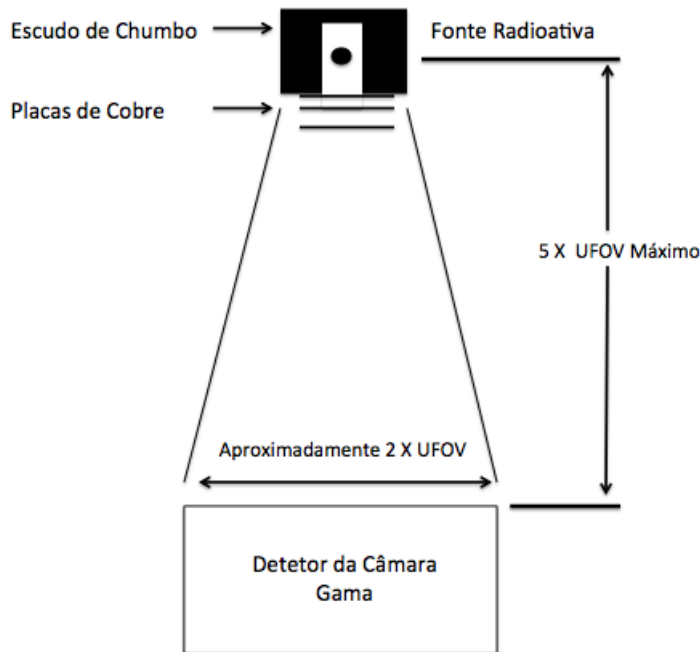 Escudo de Chumbo
Fonte Radioativa
Placas de Cobre
5 X  UFOV Máximo
Aproximadamente 2 X UFOV
Detetor da Câmara
Gama